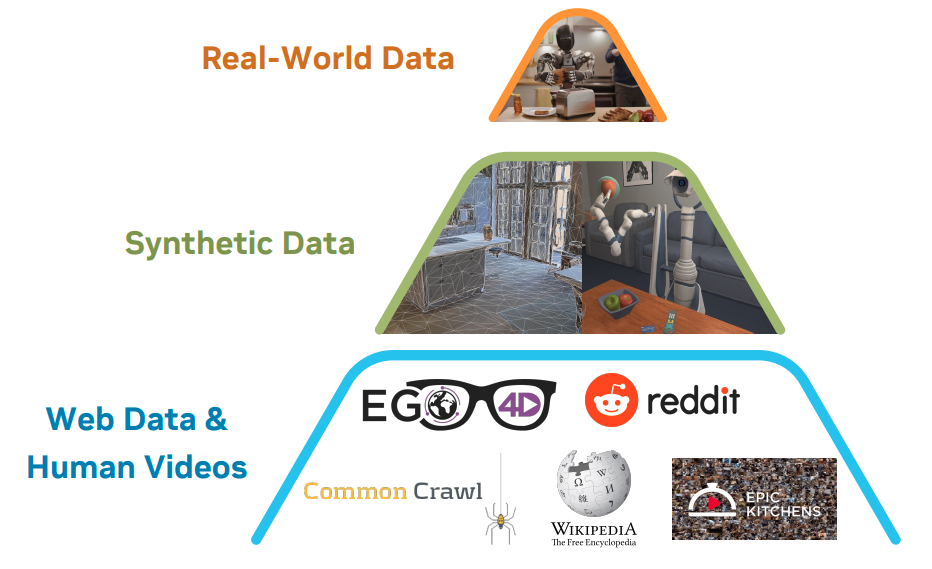 Real-World Data
Synthetic Data
Web Data &
Human Videos
EGO 4D
reddit
Common Crawl
WIKIPEDIA
The Free Encyclopedia
EPIC
KITCHENS